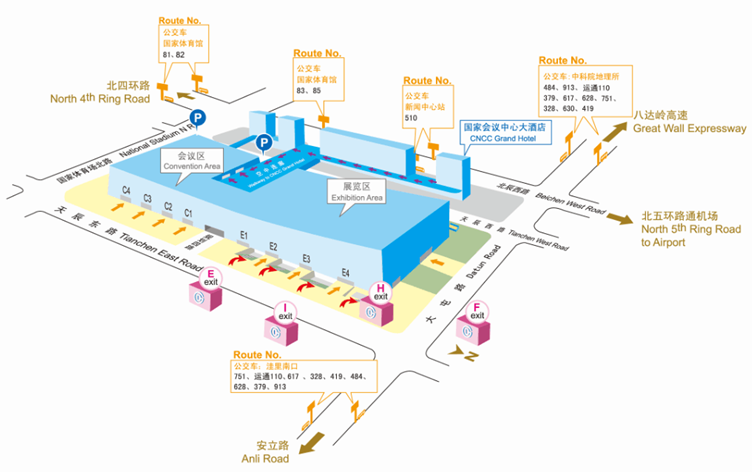 Route No.
公交车
国家体育馆
81、82
Route No.
公交车
国家体育馆
83、85
Route No.
公交车
新闻中心站
510
Route No.
公交车: 中科院地理所
484、913、运通110
379、617、628、751、
328、630、419
北四环路
North 4th Ring Road
八达岭高速
Great Wall Expressway
国家会议中心大酒店
CNCC Grand Hotel
P
P
国家体育场北路 National Stadium N R
会议区
Convention Area
空中连廊
Walkway to CNCC Grand Hotel
展览区
Exhibition Area
北辰西路 Beichen West Road
北五环路通机场
North 5th Ring Road
to Airport
天辰西路 Tianchen West Road
C4
C3
C2
C1
E1
E2
E3
E4
天辰东路 Tianchen East Road
大屯路 Datun Road
E
exit
I
exit
H
exit
F
exit
N
Route No.
公交车: 洼里南口
751、运通110、617 、328、419、484、
628、379、913
安立路
Anli Road